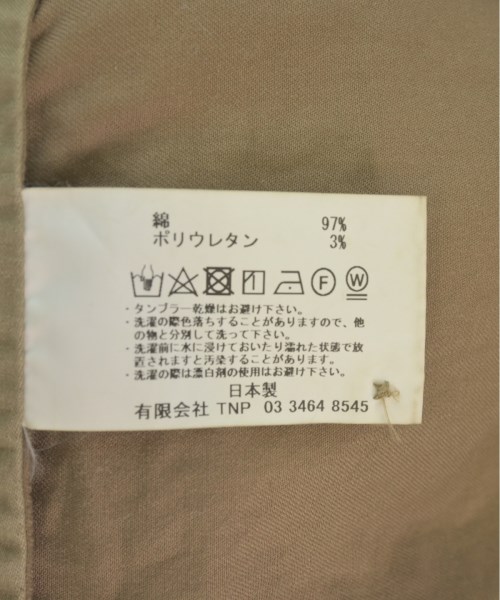 綿 97%
ポリウレタン 3%
F W
・タンブラー乾燥はお避け下さい。
・洗濯の際色落ちすることがありますので、他
の物と分別して洗って下さい。
・洗濯前に水に浸けておいたり濡れた状態で放
置されますと汚染することがあります。
・洗濯の際は漂白剤の使用はお避け下さい。
日本製
有限会社 TNP 03 3464 8545